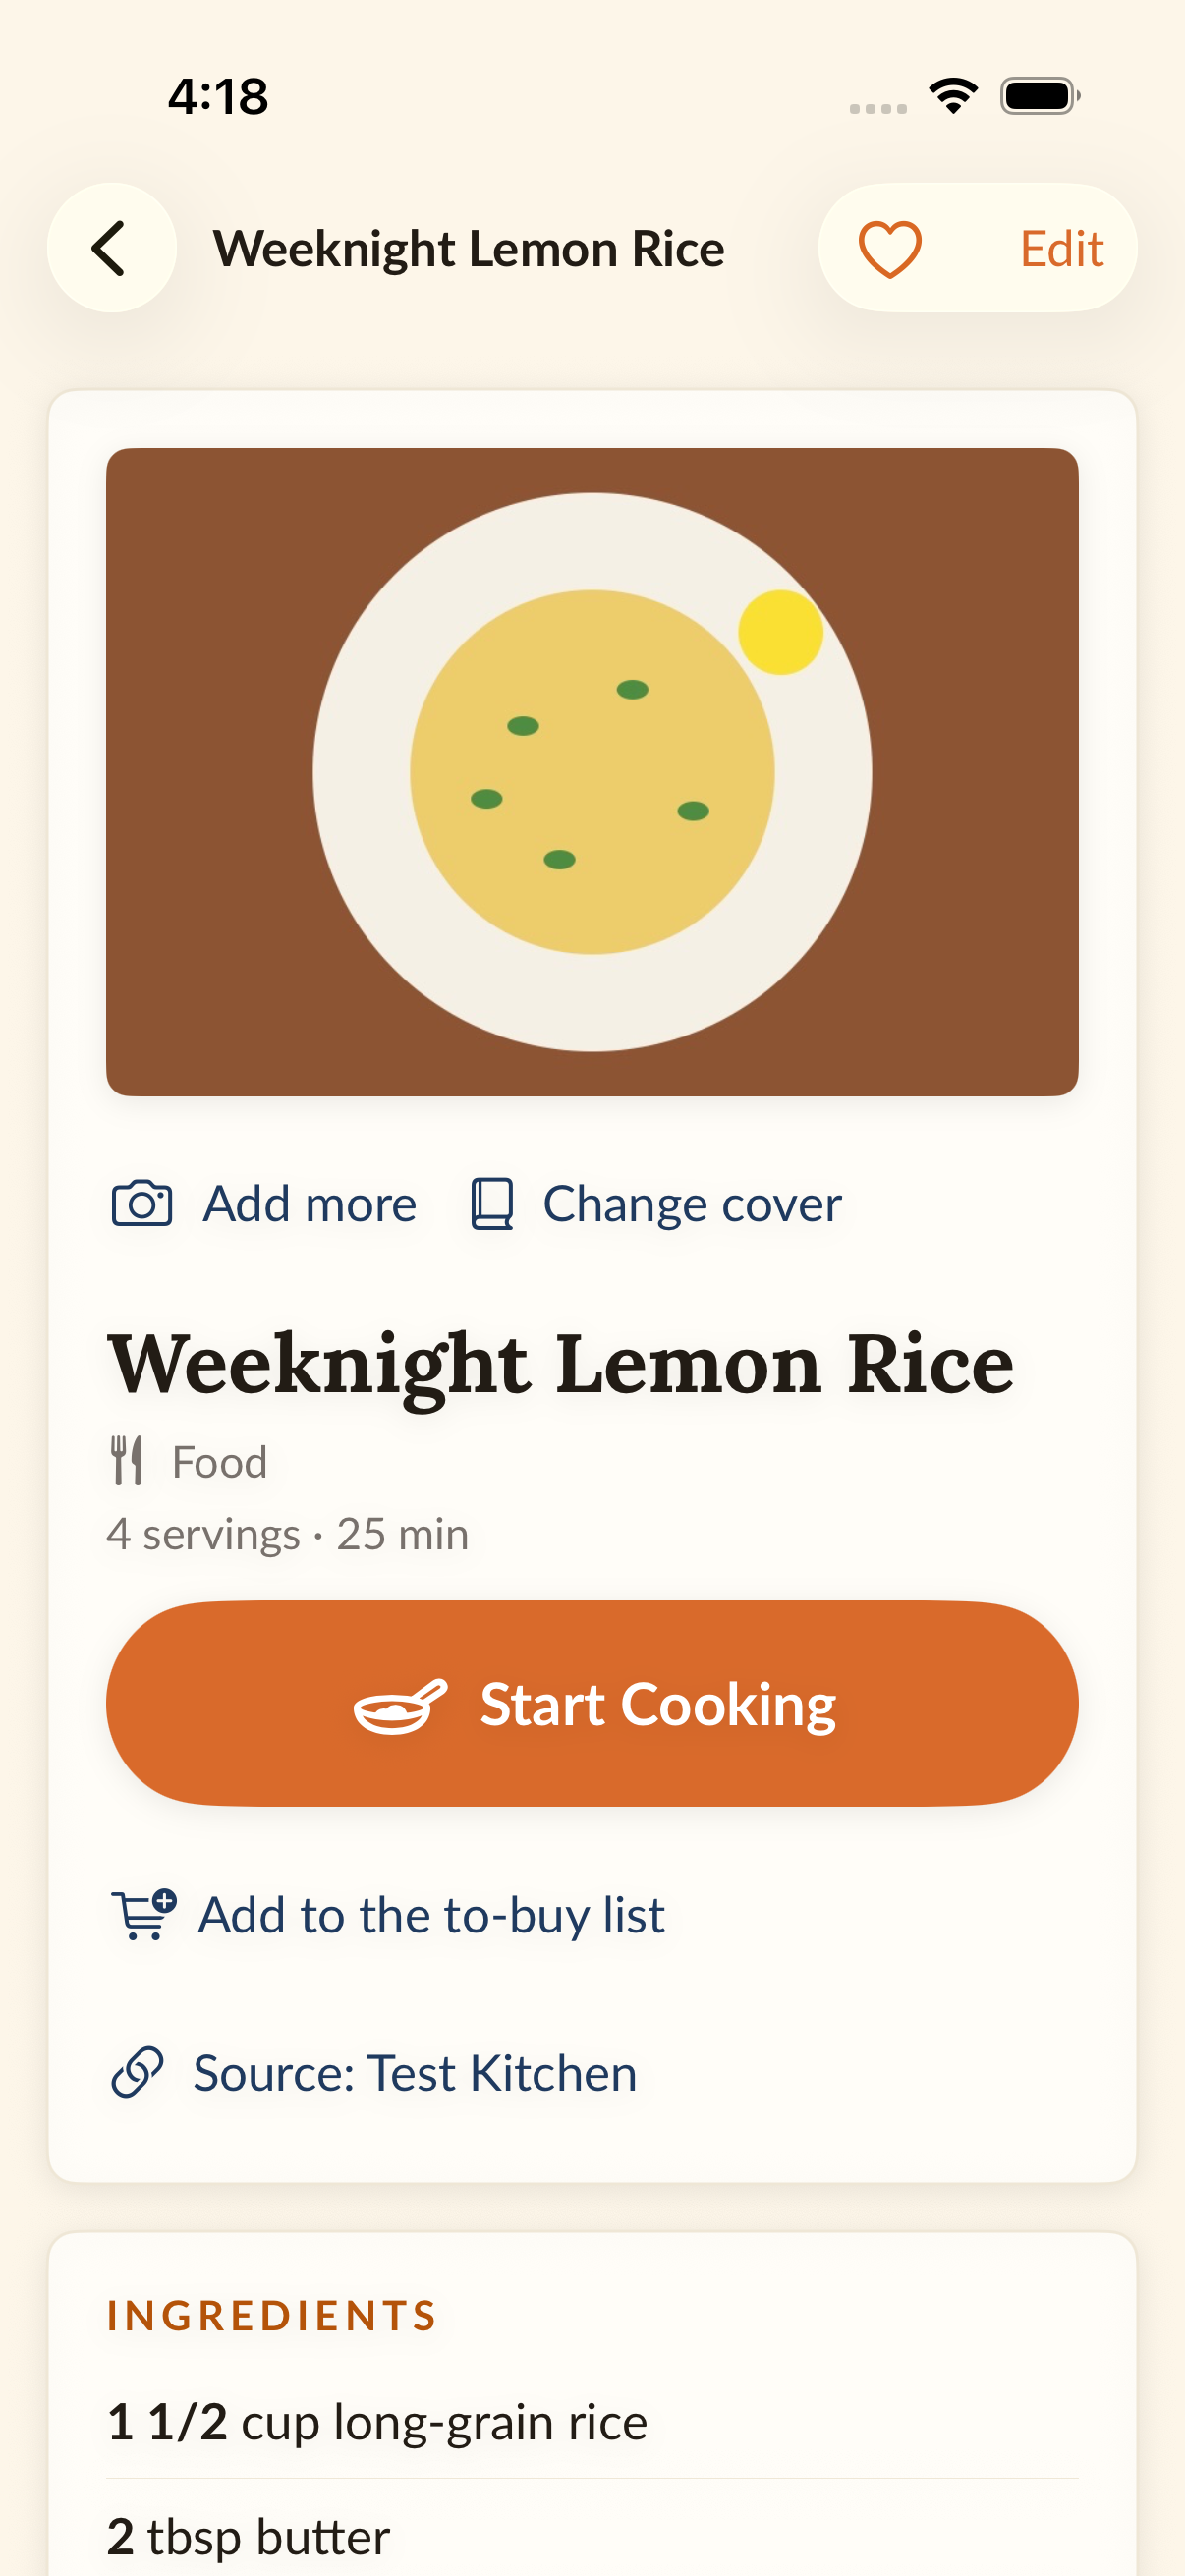 4:18
Weeknight Lemon Rice
Edit
Add more
Change cover
Weeknight Lemon Rice
Food
4 servings · 25 min
Start Cooking
Add to the to-buy list
Source: Test Kitchen
INGREDIENTS
1 1/2 cup long-grain rice
2 tbsp butter